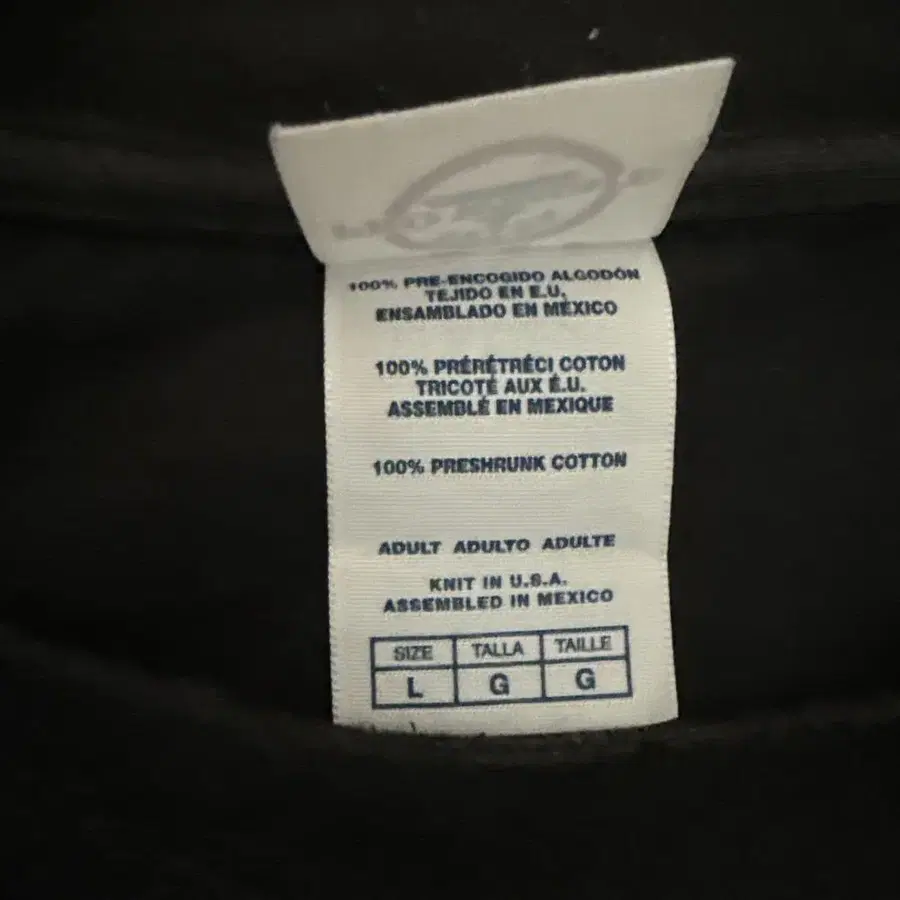 100% PRE-ENCOGIDO ALGODÓN
TEJIDO EN E.U.
ENSAMBLADO EN MÉXICO
100% PRÉRÉTRÉCI COTON
TRICOTÉ AUX É.U.
ASSEMBLÉ EN MEXIQUE
100% PRESHRUNK COTTON
ADULT ADULTO ADULTE
KNIT IN U.S.A.
ASSEMBLED IN MEXICO
SIZE TALLA TAILLE
L G G